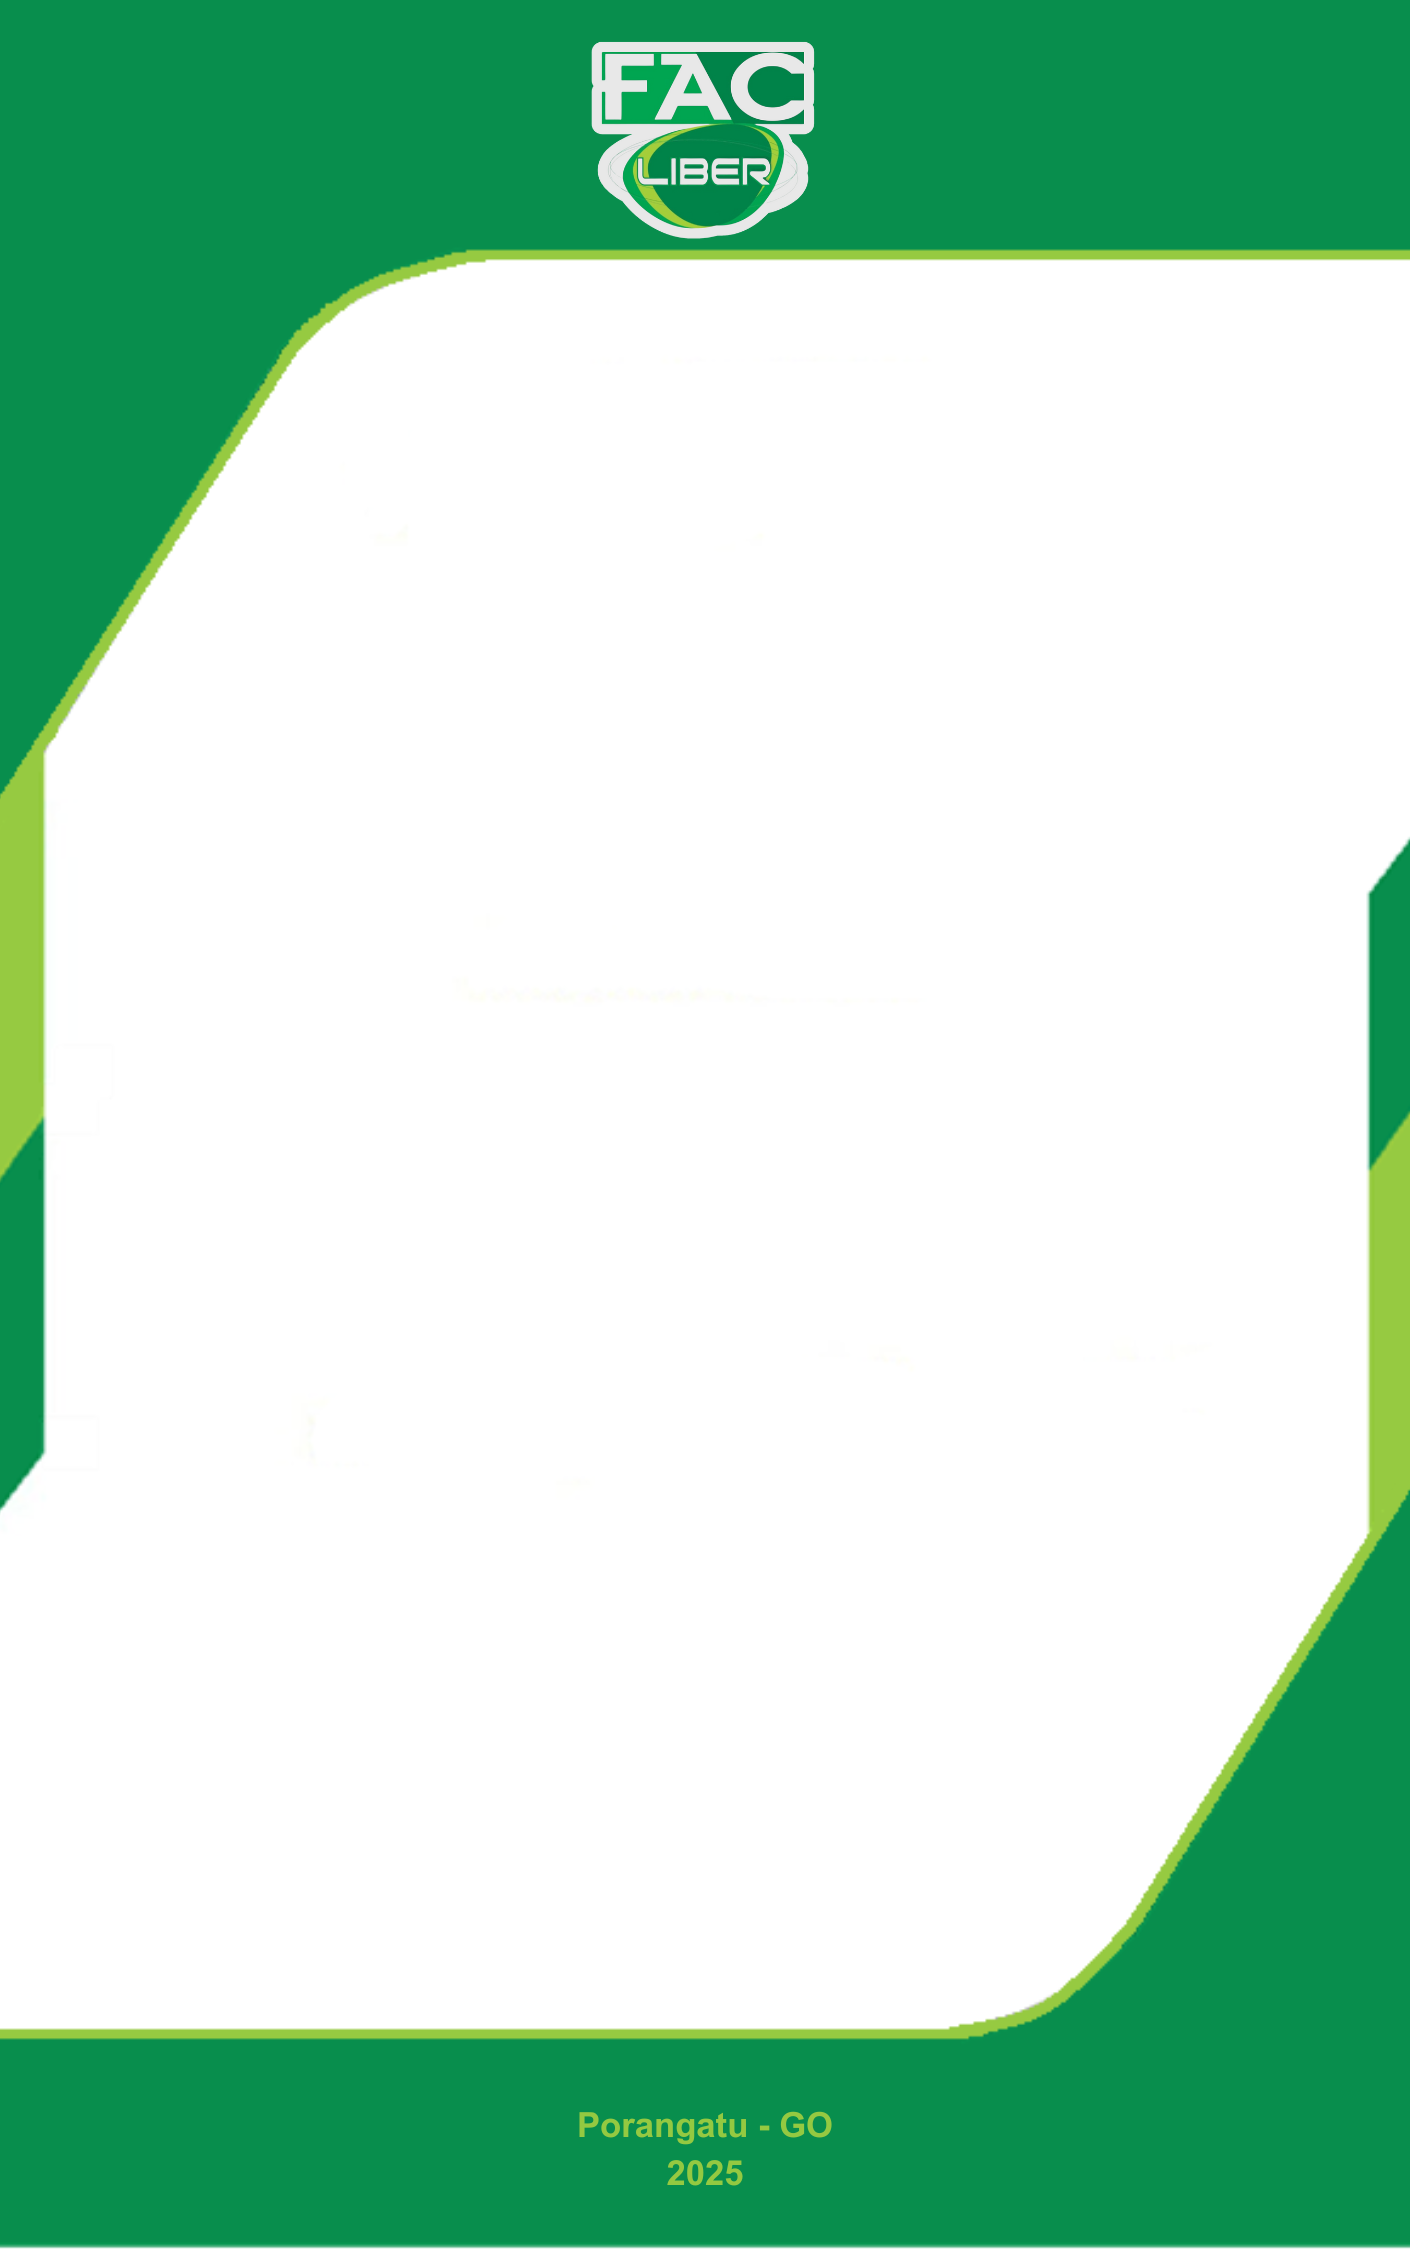 FAC
LIBER
Porangatu - GO
2025